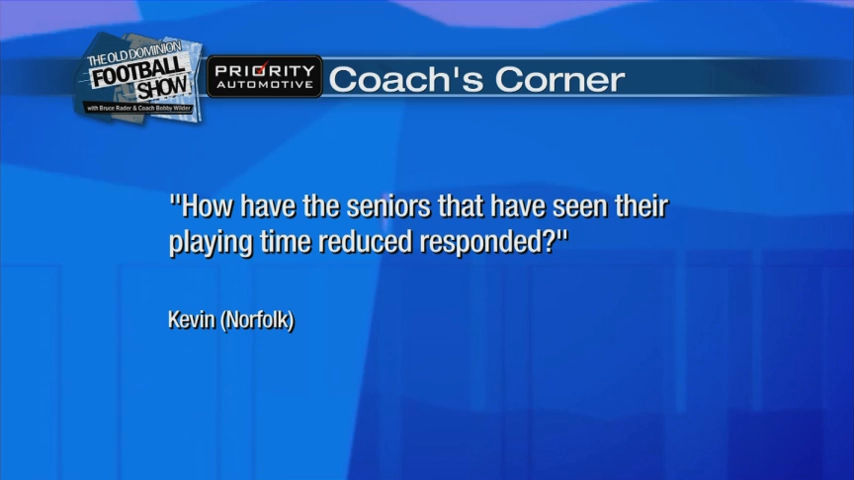 THE OLD DOMINION
FOOTBALL
SHOW
with Bruce Rader & Coach Bobby Wilder
PRIORITY
AUTOMOTIVE
Coach's Corner
"How have the seniors that have seen their
playing time reduced responded?"
Kevin (Norfolk)